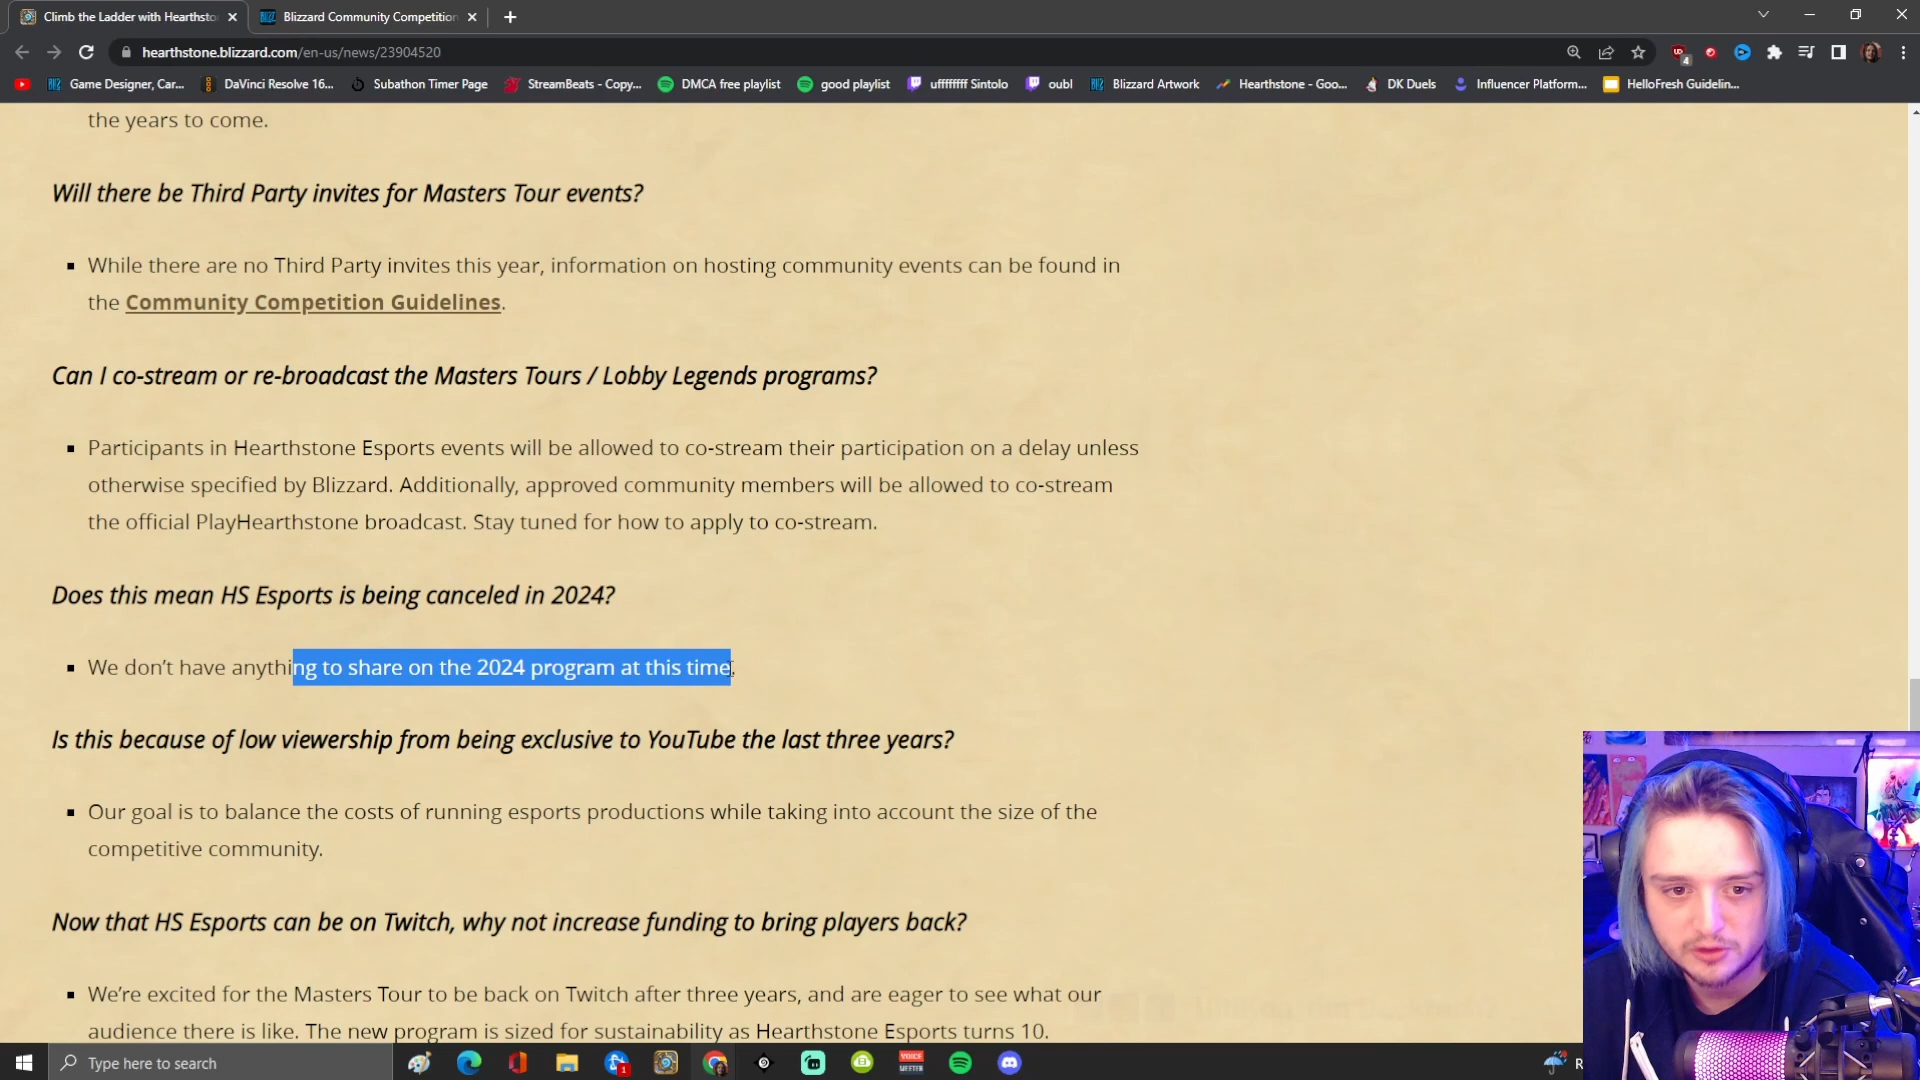 Climb the Ladder with Hearthsto
Blizzard Community Competition
hearthstone.blizzard.com/en-us/news/23904520
4
Game Designer, Car...
DaVinci Resolve 16...
Subathon Timer Page
StreamBeats - Copy...
DMCA free playlist
good playlist
uffffffff Sintolo
oubl
Blizzard Artwork
Hearthstone - Goo...
DK Duels
Influencer Platform...
HelloFresh Guidelin...
the years to come.
Will there be Third Party invites for Masters Tour events?
While there are no Third Party invites this year, information on hosting community events can be found in
the Community Competition Guidelines.
Can I co-stream or re-broadcast the Masters Tours / Lobby Legends programs?
Participants in Hearthstone Esports events will be allowed to co-stream their participation on a delay unless
otherwise specified by Blizzard. Additionally, approved community members will be allowed to co-stream
the official PlayHearthstone broadcast. Stay tuned for how to apply to co-stream.
Does this mean HS Esports is being canceled in 2024?
We don't have anything to share on the 2024 program at this time.
Is this because of low viewership from being exclusive to YouTube the last three years?
Our goal is to balance the costs of running esports productions while taking into account the size of the
competitive community.
Now that HS Esports can be on Twitch, why not increase funding to bring players back?
We're excited for the Masters Tour to be back on Twitch after three years, and are eager to see what our
audience there is like. The new program is sized for sustainability as Hearthstone Esports turns 10.
Type here to search
1
VOICE
MEETER
R